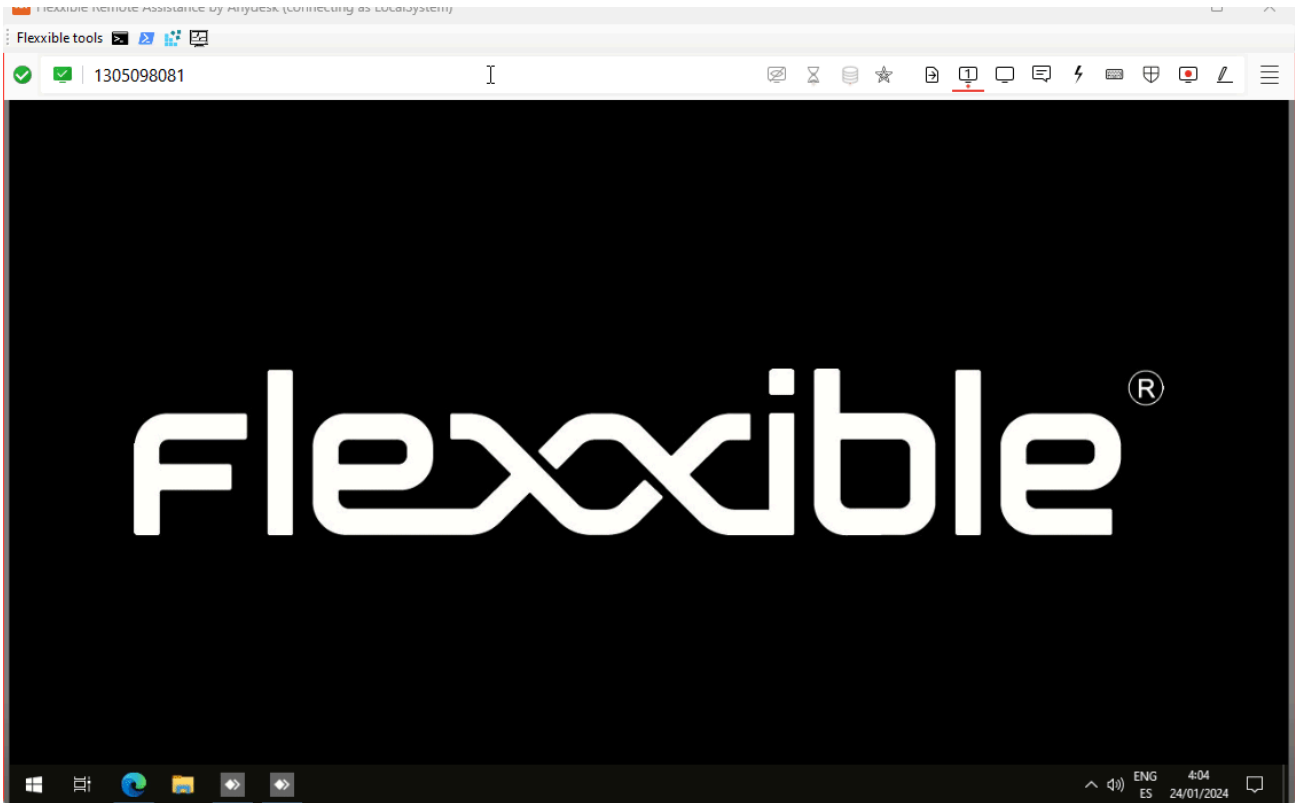 Flexxible Remote Assistance by Anydesk (connecting as LocalSystem)
Flexxible tools
1305098081
1
Flexxible ®
ENG 4:04
ES 24/01/2024